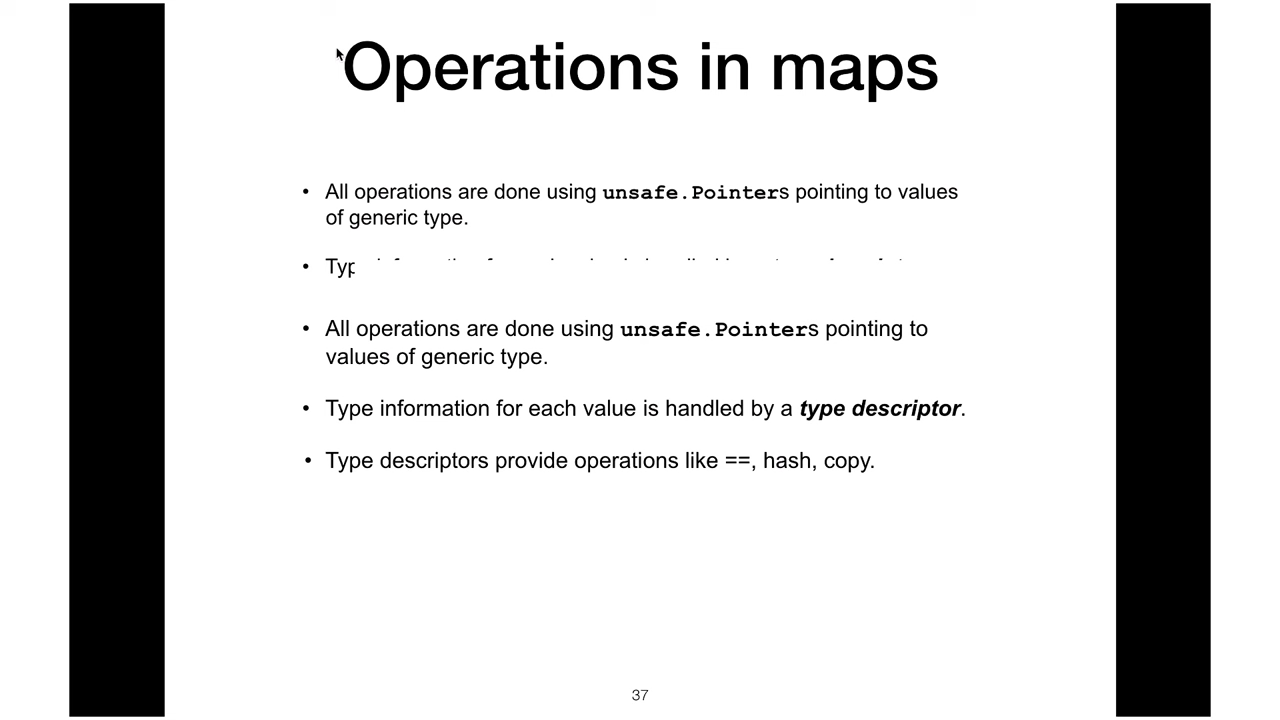 Operations in maps
• All operations are done using unsafe.Pointers pointing to values
of generic type.
•
• All operations are done using unsafe.Pointers pointing to
values of generic type.
• Type information for each value is handled by a type descriptor.
• Type descriptors provide operations like ==, hash, copy.
37